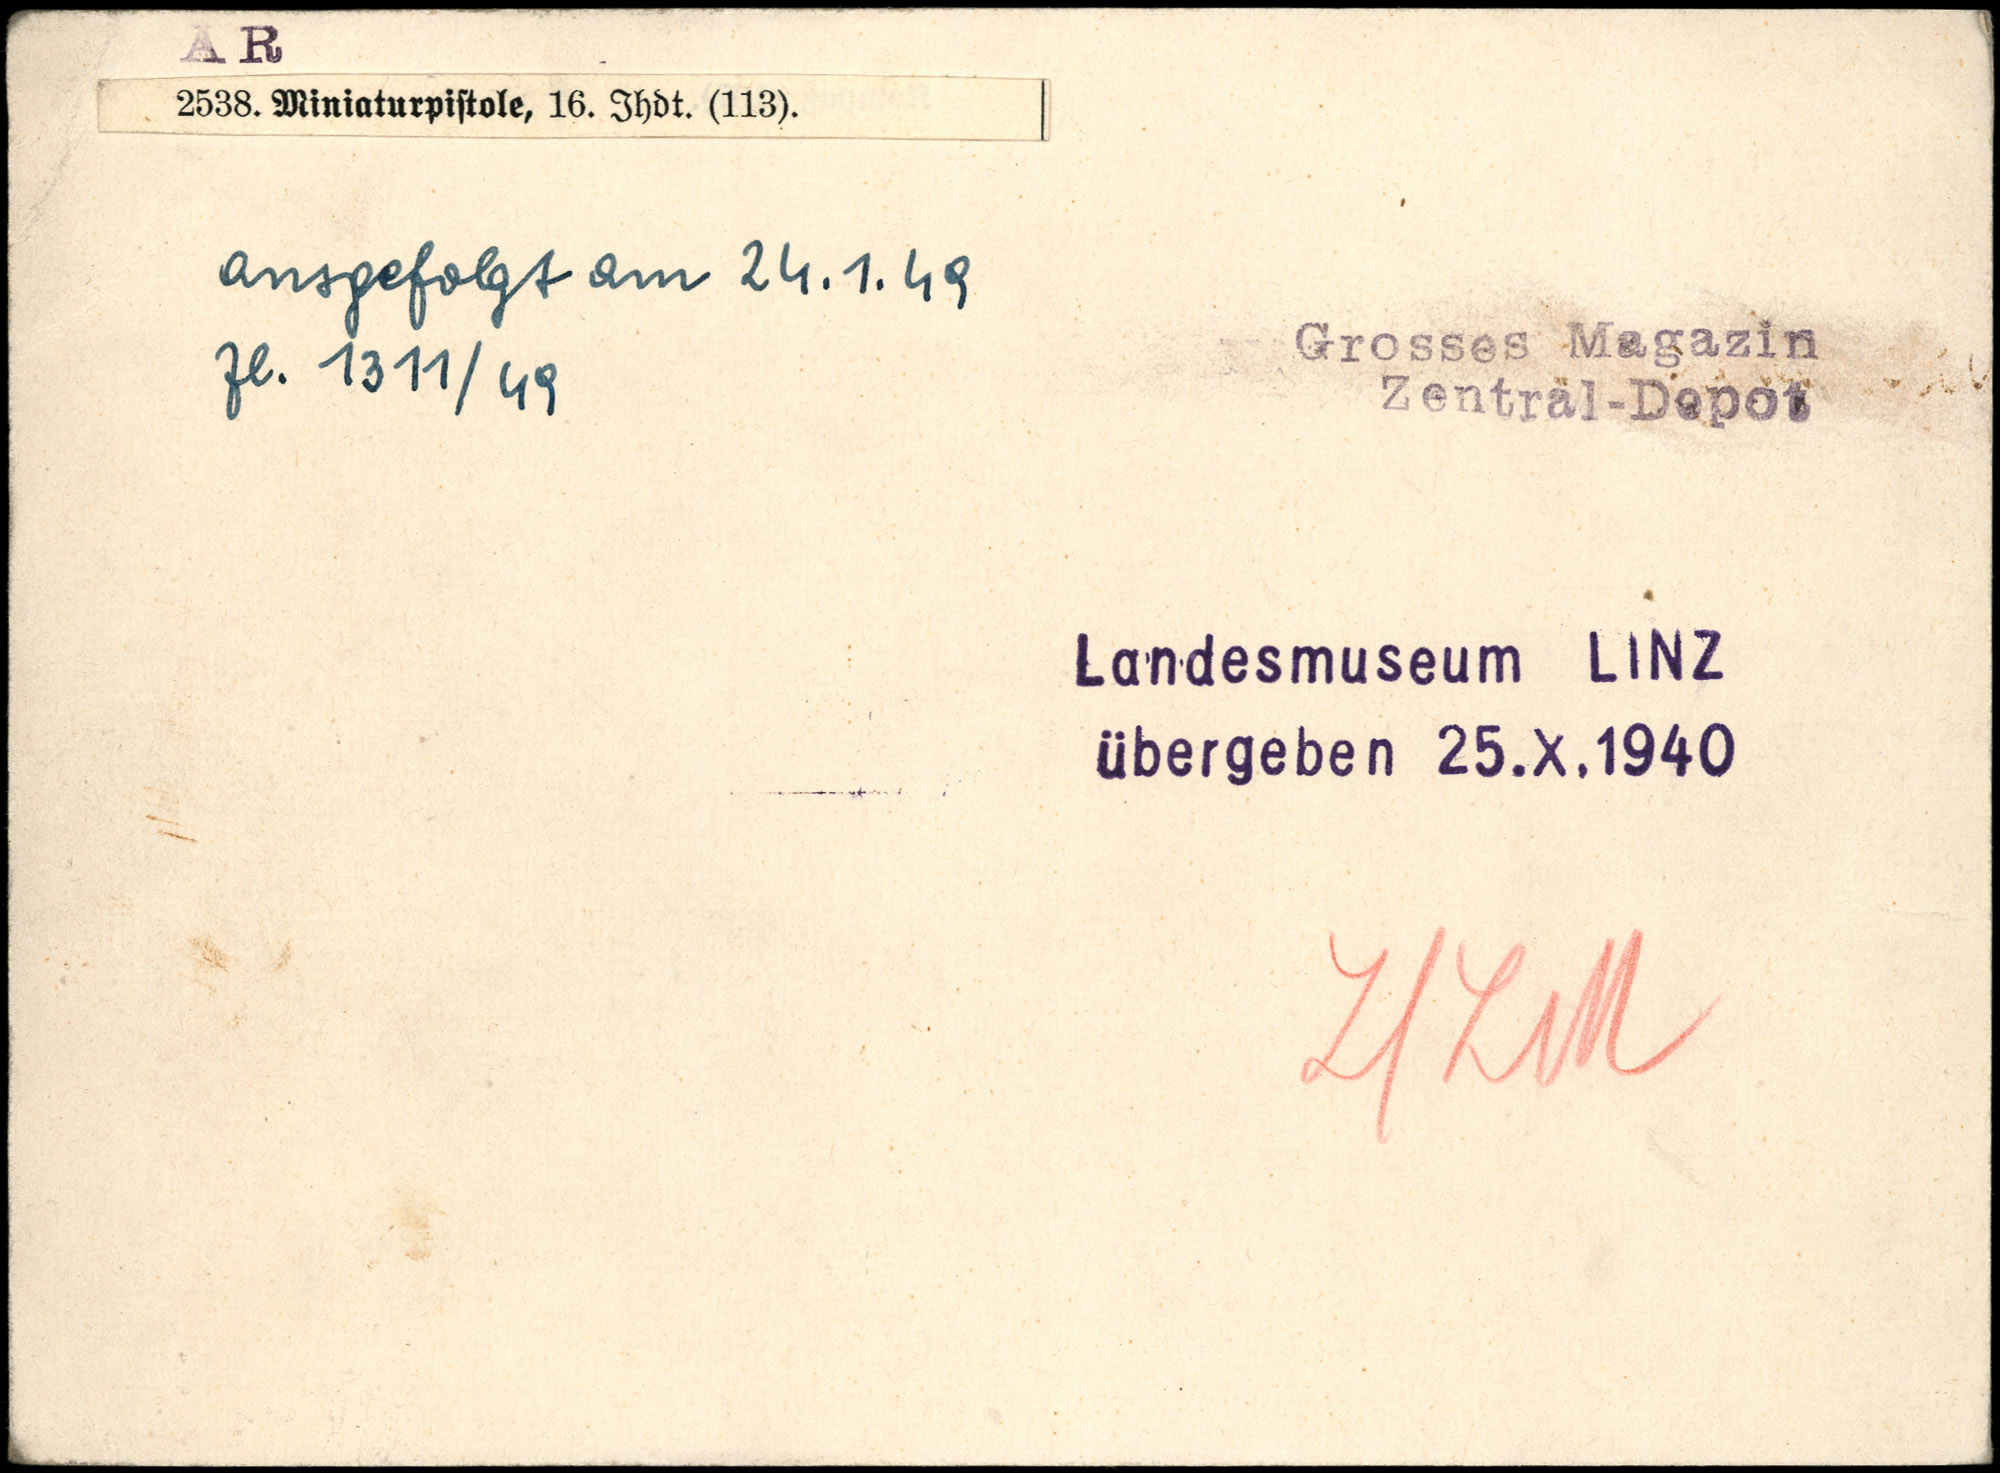 AR
2538. Miniaturpiſtole, 16. Jhdt. (113).
ausgefolgt am 24.1.49
Zl. 1311/49
Grosses Magazin
Zentral-Depot
Landesmuseum LINZ
übergeben 25.X.1940